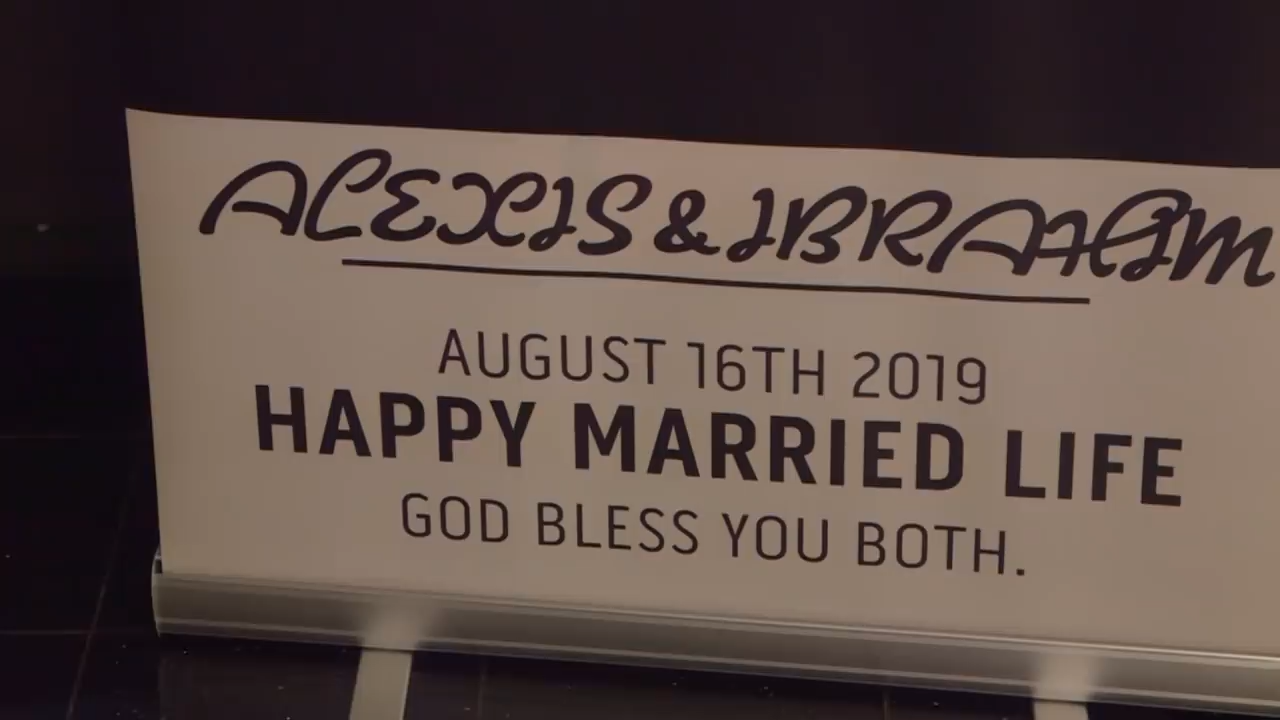 ALEXIS & IBRAHIM
AUGUST 16TH 2019
HAPPY MARRIED LIFE
GOD BLESS YOU BOTH.